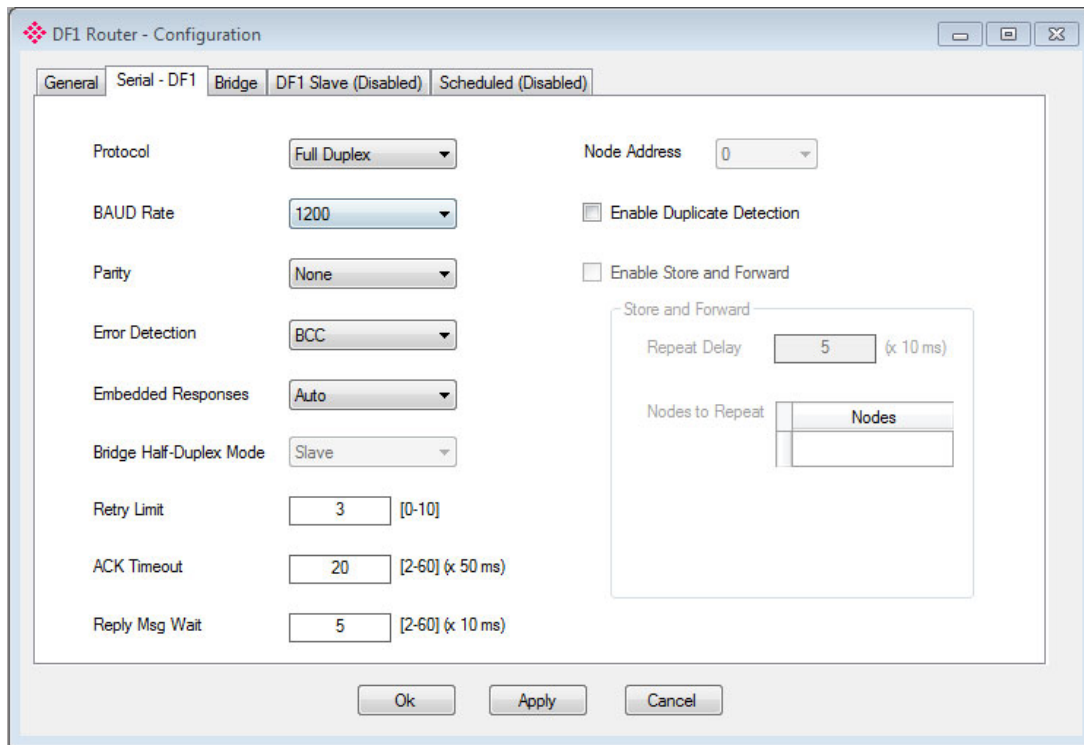 DF1 Router - Configuration
General Serial - DF1 Bridge DF1 Slave (Disabled) Scheduled (Disabled)
Protocol Full Duplex Node Address 0
BAUD Rate 1200 Enable Duplicate Detection
Parity None Enable Store and Forward
Store and Forward
Error Detection BCC Repeat Delay 5 (x 10 ms)
Embedded Responses Auto Nodes to Repeat Nodes
Bridge Half-Duplex Mode Slave
Retry Limit 3 [0-10]
ACK Timeout 20 [2-60] (x 50 ms)
Reply Msg Wait 5 [2-60] (x 10 ms)
Ok Apply Cancel